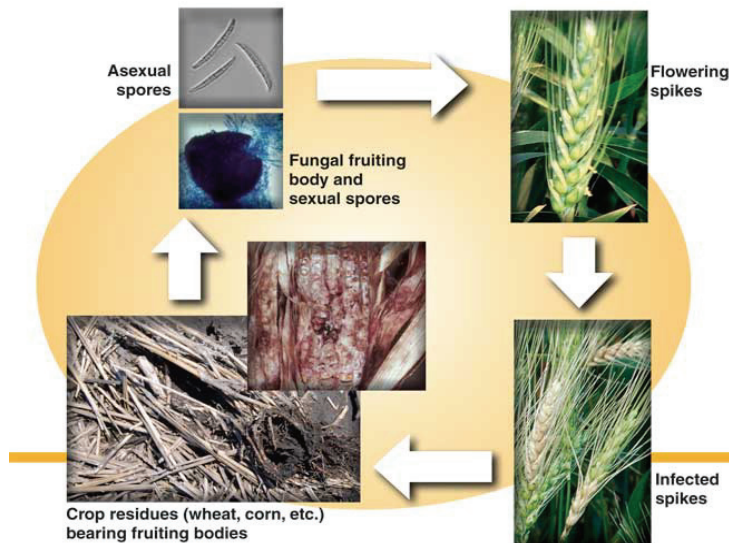 Asexual
spores
Flowering
spikes
Fungal fruiting
body and
sexual spores
Infected
spikes
Crop residues (wheat, corn, etc.)
bearing fruiting bodies